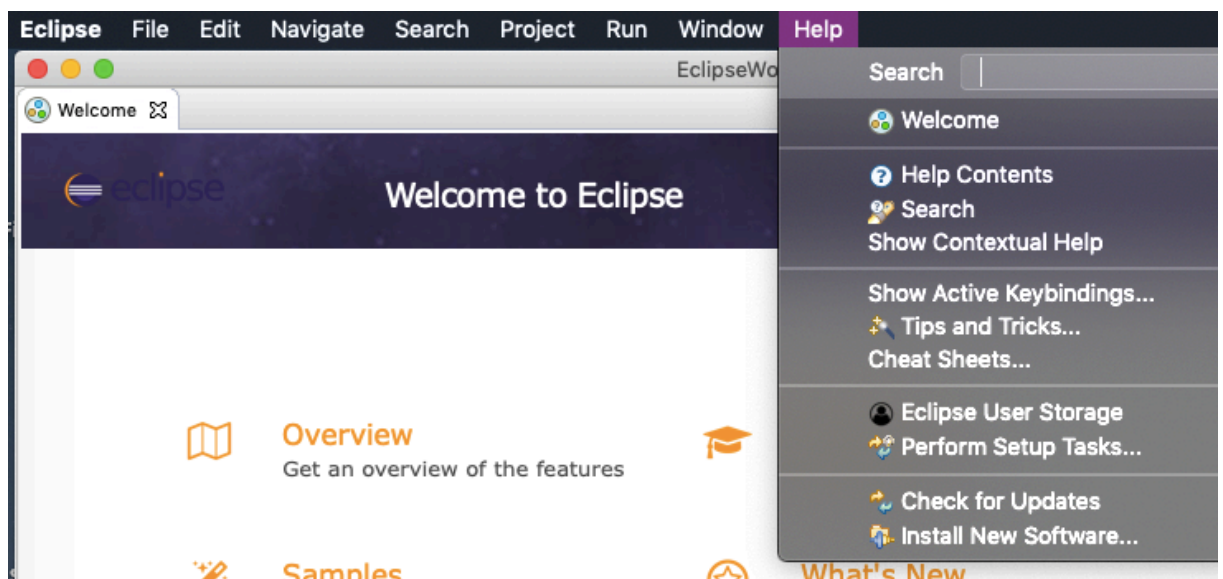 Eclipse File Edit Navigate Search Project Run Window Help
EclipseWo
Welcome
eclipse
Welcome to Eclipse
Overview
Get an overview of the features
Samples
What's New
Search
Welcome
Help Contents
Search
Show Contextual Help
Show Active Keybindings...
Tips and Tricks...
Cheat Sheets...
Eclipse User Storage
Perform Setup Tasks...
Check for Updates
Install New Software...